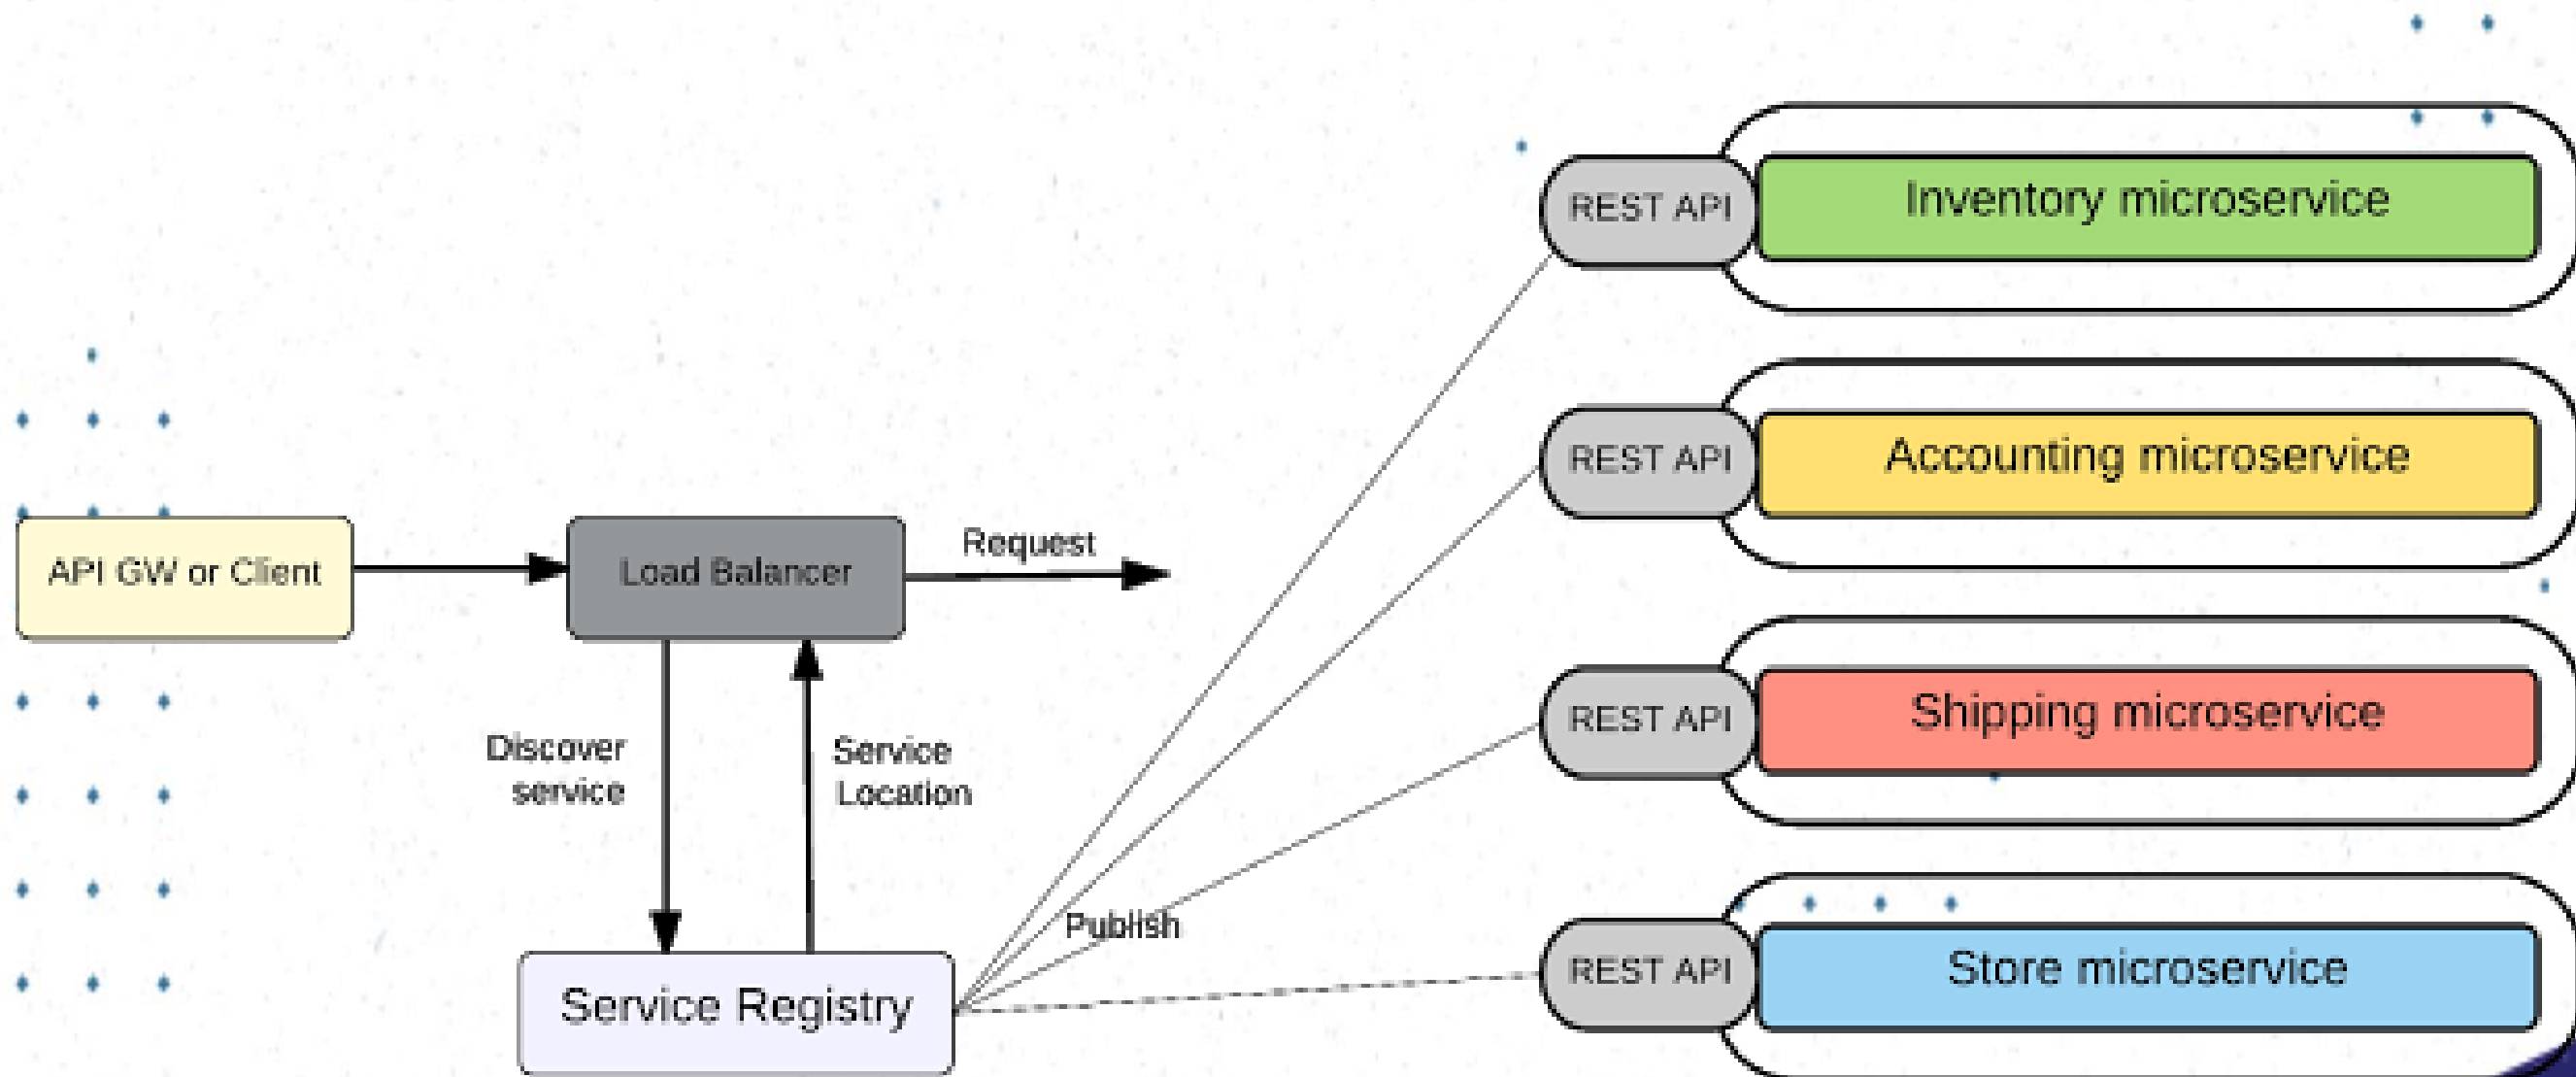 REST API
Inventory microservice
REST API
Accounting microservice
API GW or Client
Load Balancer
Request
REST API
Shipping microservice
Discover
service
Service
Location
Publish
REST API
Store microservice
Service Registry